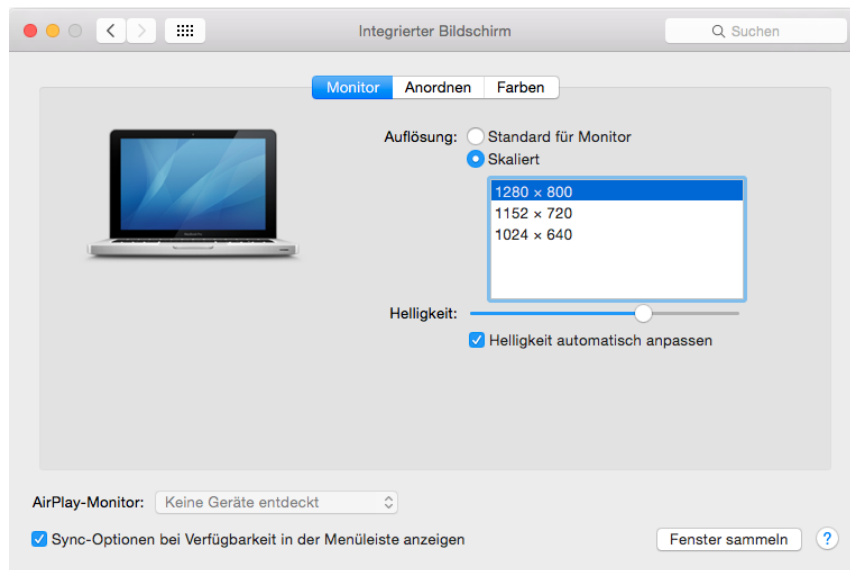 Integrierter Bildschirm
Suchen
Monitor Anordnen Farben
Auflösung: Standard für Monitor
Skaliert
1280 × 800
1152 × 720
1024 × 640
Helligkeit:
Helligkeit automatisch anpassen
AirPlay-Monitor: Keine Geräte entdeckt
Sync-Optionen bei Verfügbarkeit in der Menüleiste anzeigen
Fenster sammeln ?